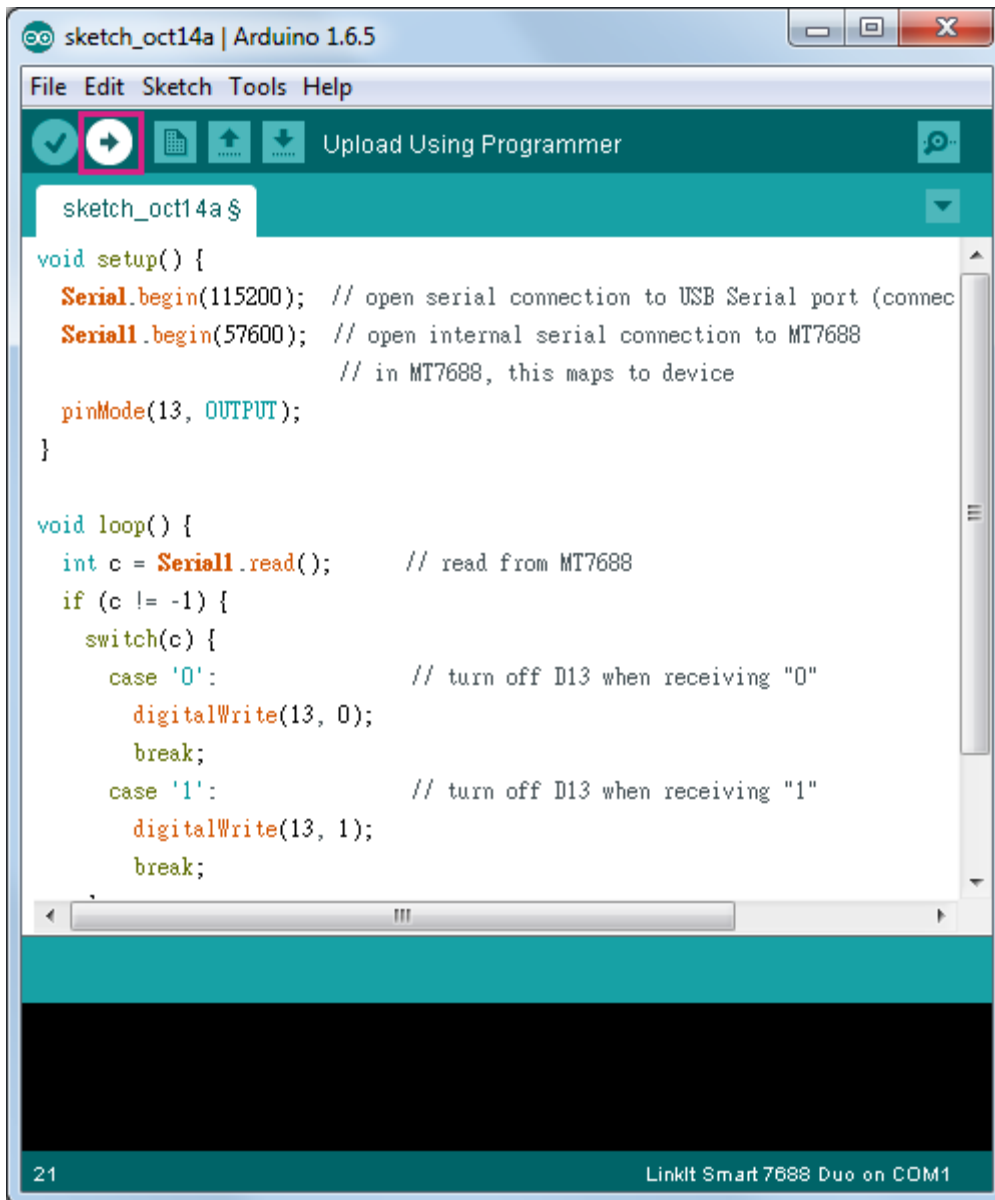 sketch_oct14a | Arduino 1.6.5
File Edit Sketch Tools Help
Upload Using Programmer
sketch_oct14a §
void setup() {
  Serial.begin(115200);  // open serial connection to USB Serial port (connec
  Serial1.begin(57600);  // open internal serial connection to MT7688
                         // in MT7688, this maps to device
  pinMode(13, OUTPUT);
}
void loop() {
  int c = Serial1.read();      // read from MT7688
  if (c != -1) {
    switch(c) {
      case '0':                // turn off D13 when receiving "0"
        digitalWrite(13, 0);
        break;
      case '1':                // turn off D13 when receiving "1"
        digitalWrite(13, 1);
        break;
21
LinkIt Smart 7688 Duo on COM1